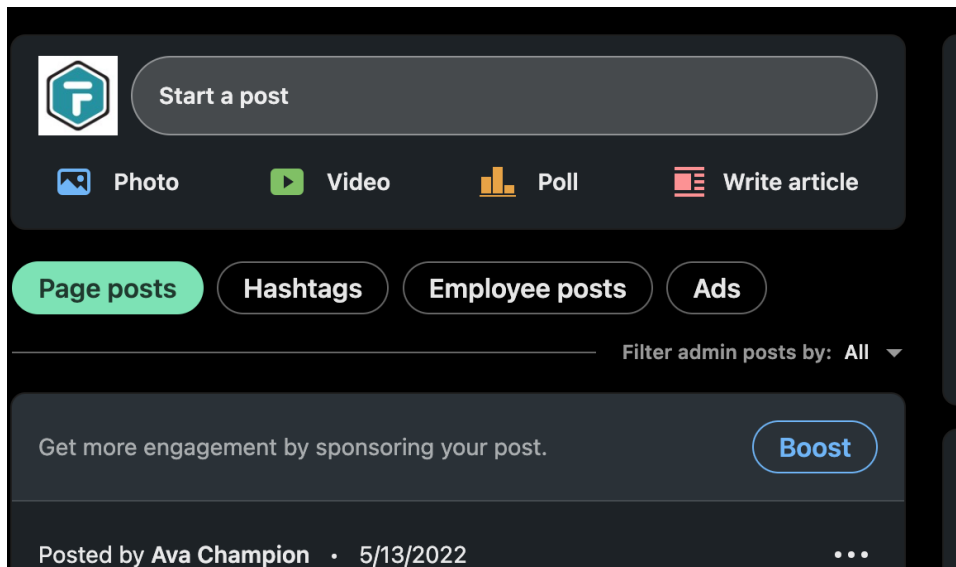 Start a post
Photo Video Poll Write article
Page posts Hashtags Employee posts Ads
Filter admin posts by: All
Get more engagement by sponsoring your post. Boost
Posted by Ava Champion • 5/13/2022